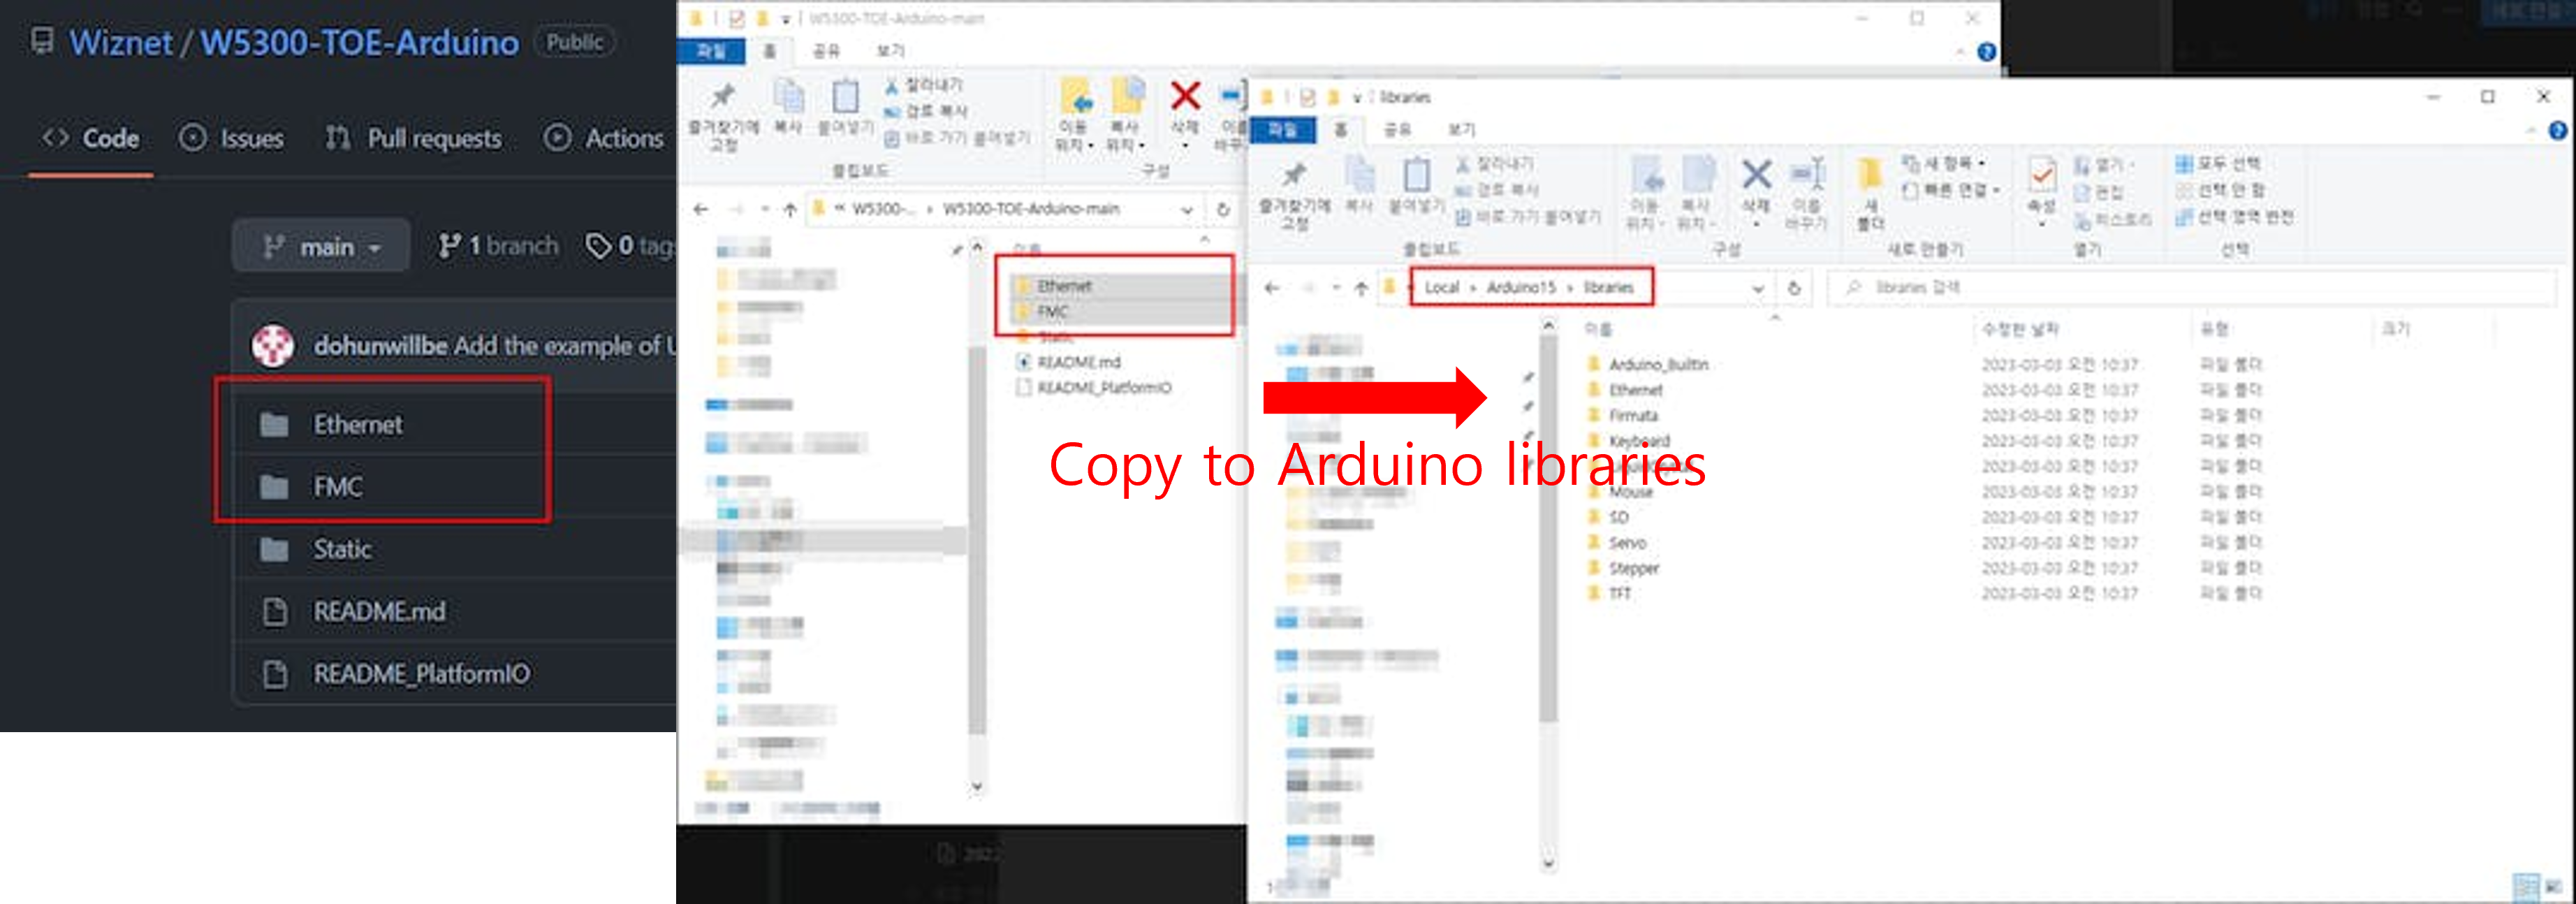 Wiznet / W5300-TOE-Arduino Public
Code Issues Pull requests Actions
main 1 branch 0 tags
dohunwillbe Add the example of U
Ethernet
FMC
Static
README.md
README_PlatformIO
W5300-TOE-Arduino-main
파일 홈 공유 보기
즐겨찾기에 고정
복사
붙여넣기
잘라내기
경로 복사
바로 가기 붙여넣기
클립보드
이동 위치
복사 위치
삭제
이름 바꾸
구성
« W5300-... › W5300-TOE-Arduino-main
이름
Ethernet
FMC
Static
README.md
README_PlatformIO
Copy to Arduino libraries
libraries
파일 홈 공유 보기
즐겨찾기에 고정
복사
붙여넣기
잘라내기
경로 복사
바로 가기 붙여넣기
클립보드
이동 위치
복사 위치
삭제
이름 바꾸기
구성
새 폴더
새 항목
빠른 연결
새로 만들기
속성
열기
편집
히스토리
열기
모두 선택
선택 안 함
선택 영역 반전
선택
Local › Arduino15 › libraries
libraries 검색
이름 수정한 날짜 유형 크기
Arduino_BuiltIn 2023-03-03 오전 10:37 파일 폴더
Ethernet 2023-03-03 오전 10:37 파일 폴더
Firmata 2023-03-03 오전 10:37 파일 폴더
Keyboard 2023-03-03 오전 10:37 파일 폴더
2023-03-03 오전 10:37 파일 폴더
Mouse 2023-03-03 오전 10:37 파일 폴더
SD 2023-03-03 오전 10:37 파일 폴더
Servo 2023-03-03 오전 10:37 파일 폴더
Stepper 2023-03-03 오전 10:37 파일 폴더
TFT 2023-03-03 오전 10:37 파일 폴더